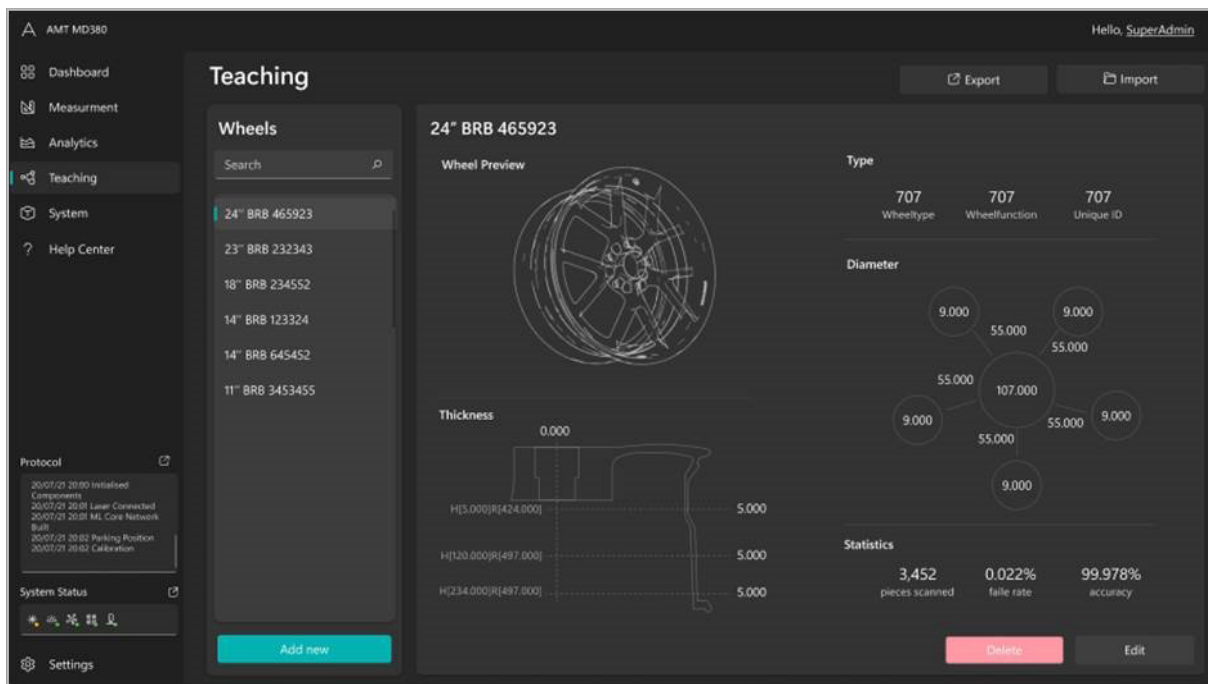 AMT MD380
Hello, SuperAdmin
Dashboard
Measurment
Analytics
Teaching
System
? Help Center
Teaching
Export
Import
Wheels
Search
24" BRB 465923
23" BRB 232343
18" BRB 234552
14" BRB 123324
14" BRB 645452
11" BRB 3453455
Add new
24" BRB 465923
Wheel Preview
Thickness
0.000
H[5.000]R[424.000]
5.000
H[120.000]R[497.000]
5.000
H[234.000]R[497.000]
5.000
Type
707
Wheeltype
707
Wheelfunction
707
Unique ID
Diameter
9.000
9.000
55.000
55.000
55.000
107.000
9.000
55.000
9.000
55.000
9.000
Statistics
3,452
pieces scanned
0.022%
faile rate
99.978%
accuracy
Delete
Edit
Protocol
20/07/21 20:00 Initialised
Components
20/07/21 20:01 Laser Connected
20/07/21 20:01 ML Core Network
Built
20/07/21 20:02 Parking Position
20/07/21 20:02 Calibration
System Status
Settings